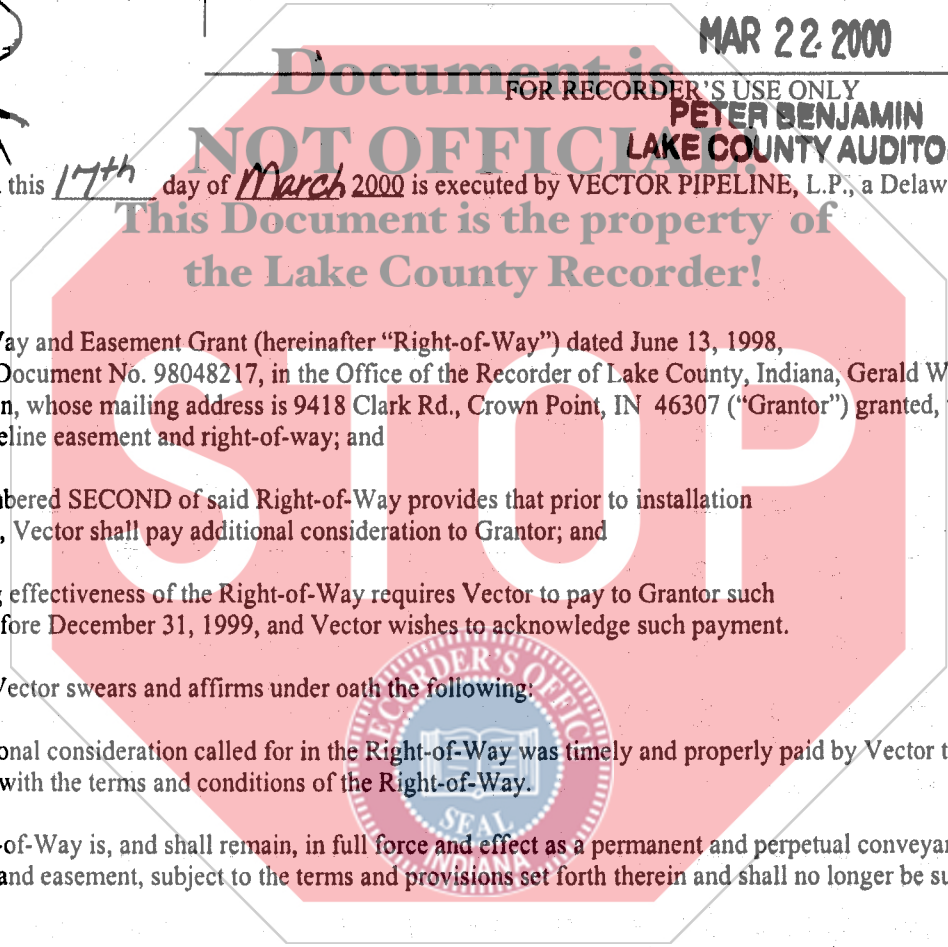 MAR 22 2000
Document is
FOR RECORDER'S USE ONLY
PETER BENJAMIN
NOT OFFICIAL!
LAKE COUNTY AUDITO
this 17th day of March 2000 is executed by VECTOR PIPELINE, L.P., a Delaw
This Document is the property of
the Lake County Recorder!
Way and Easement Grant (hereinafter “Right-of-Way”) dated June 13, 1998,
Document No. 98048217, in the Office of the Recorder of Lake County, Indiana, Gerald W
n, whose mailing address is 9418 Clark Rd., Crown Point, IN 46307 (“Grantor”) granted,
eline easement and right-of-way; and
STOP
bered SECOND of said Right-of-Way provides that prior to installation
, Vector shall pay additional consideration to Grantor; and
g effectiveness of the Right-of-Way requires Vector to pay to Grantor such
fore December 31, 1999, and Vector wishes to acknowledge such payment.
Vector swears and affirms under oath the following:
RECORDER'S OFFICE
onal consideration called for in the Right-of-Way was timely and properly paid by Vector t
with the terms and conditions of the Right-of-Way.
SEAL
-of-Way is, and shall remain, in full force and effect as a permanent and perpetual conveyan
INDIANA
and easement, subject to the terms and provisions set forth therein and shall no longer be su